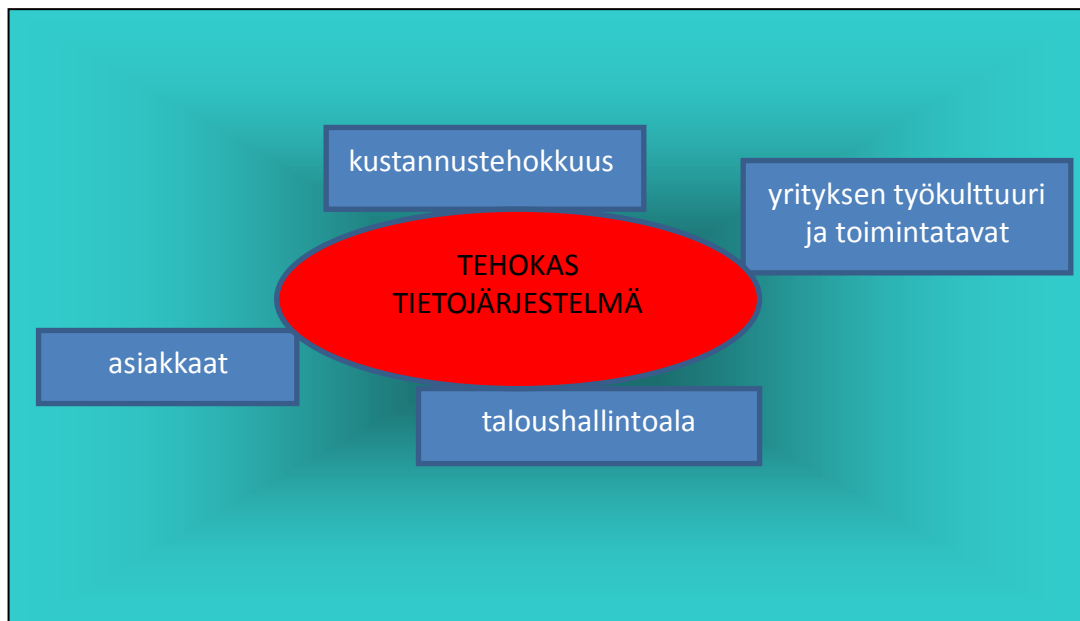 kustannustehokkuus
yrityksen työkulttuuri
ja toimintatavat
TEHOKAS
TIETOJÄRJESTELMÄ
asiakkaat
taloushallintoala